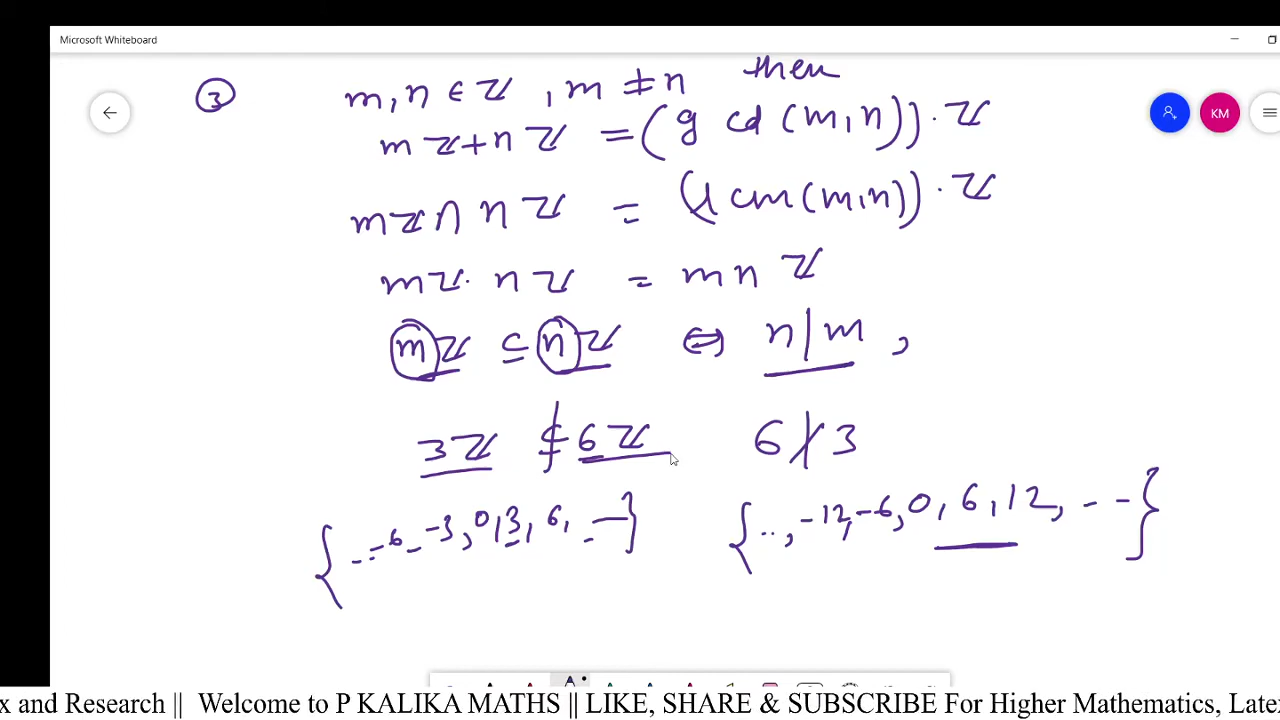 Microsoft Whiteboard
③ m, n ∈ ℤ, m ≠ n then
mℤ + nℤ = (gcd(m, n)) · ℤ
KM
mℤ ∩ nℤ = (lcm(m, n)) · ℤ
mℤ · nℤ = mnℤ
mℤ ⊆ nℤ ⇔ n | m,
3ℤ ⊈ 6ℤ 6 ∤ 3
{ ... -6, -3, 0, 3, 6, ... } { .., -12, -6, 0, 6, 12, - - }
x and Research || Welcome to P KALIKA MATHS || LIKE, SHARE & SUBSCRIBE For Higher Mathematics, Late